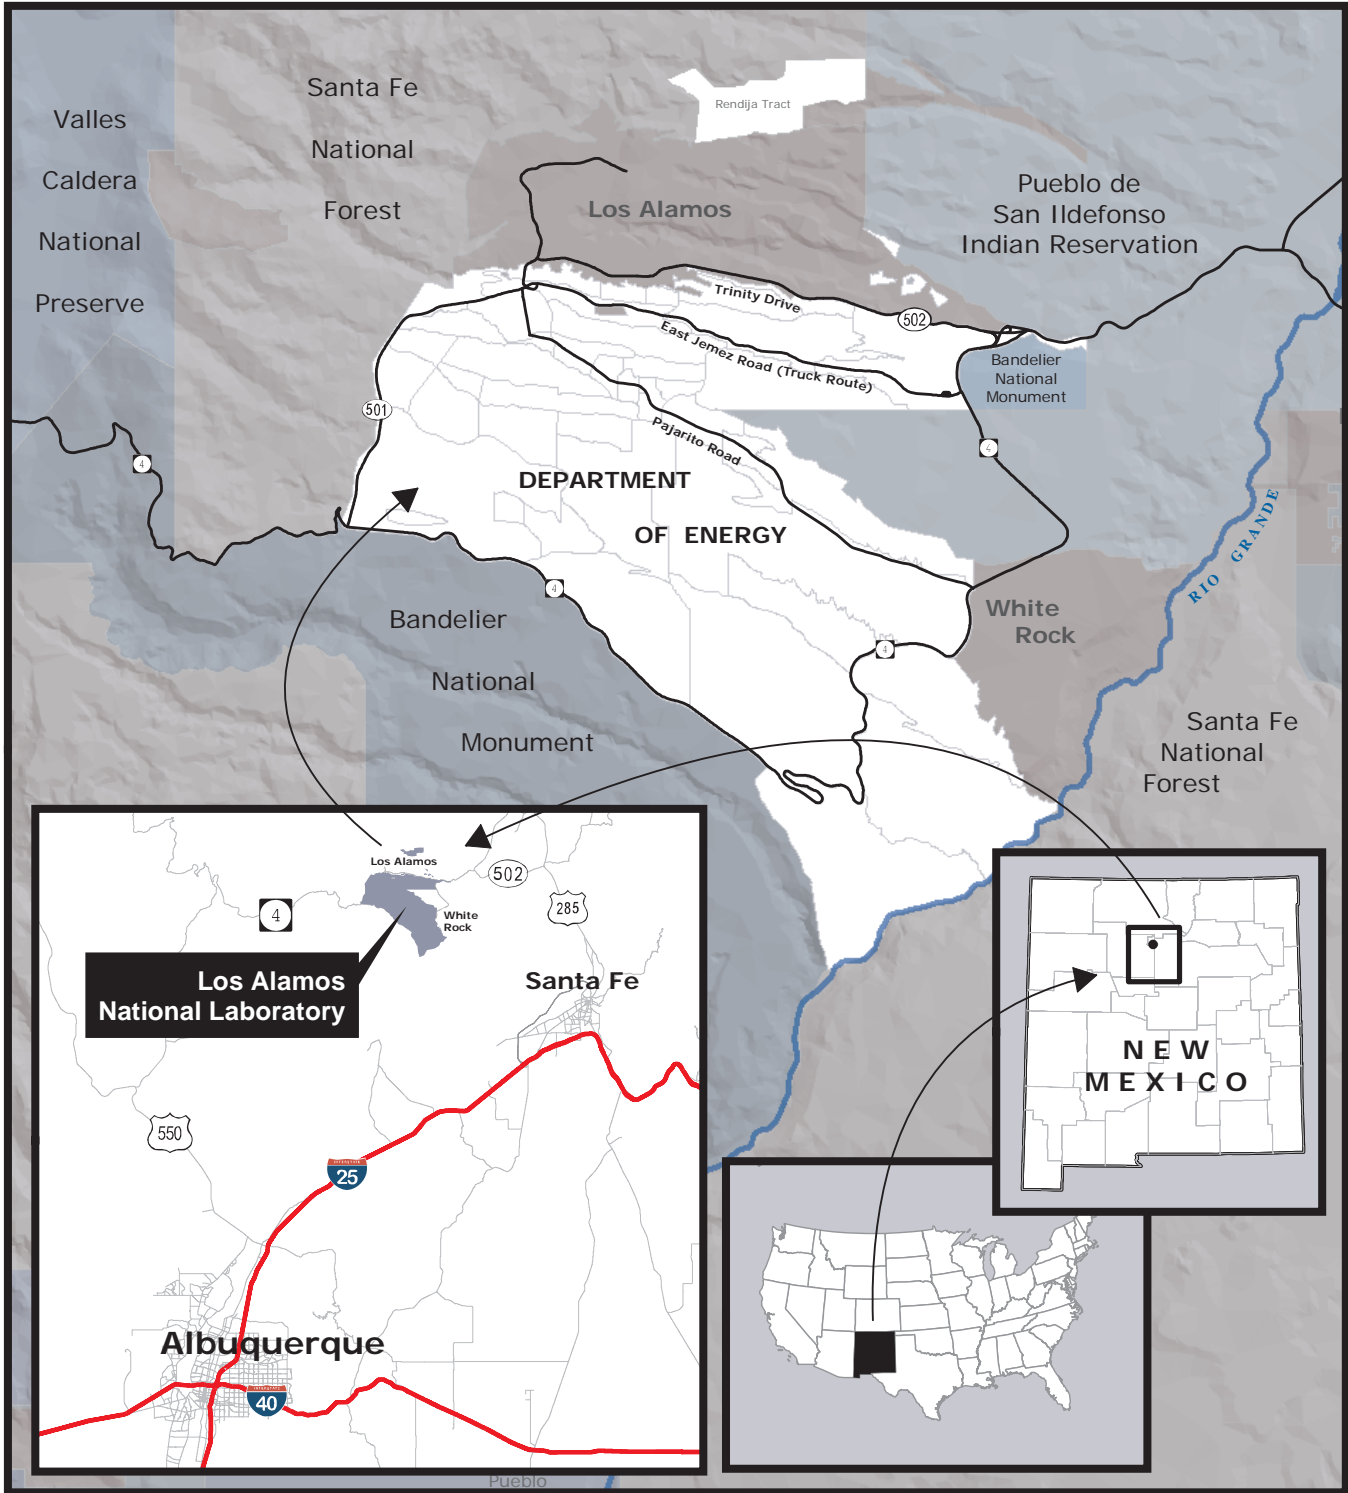 Valles
Caldera
National
Preserve
Santa Fe
National
Forest
Rendija Tract
Los Alamos
Pueblo de
San Ildefonso
Indian Reservation
Trinity Drive
502
East Jemez Road (Truck Route)
Bandelier
National
Monument
501
4
Pajarito Road
4
DEPARTMENT
OF ENERGY
RIO GRANDE
4
White
Rock
4
Bandelier
National
Monument
Santa Fe
National
Forest
Los Alamos
502
4
285
White
Rock
Los Alamos
National Laboratory
Santa Fe
550
INTERSTATE
25
Albuquerque
INTERSTATE
40
NEW
MEXICO
Pueblo